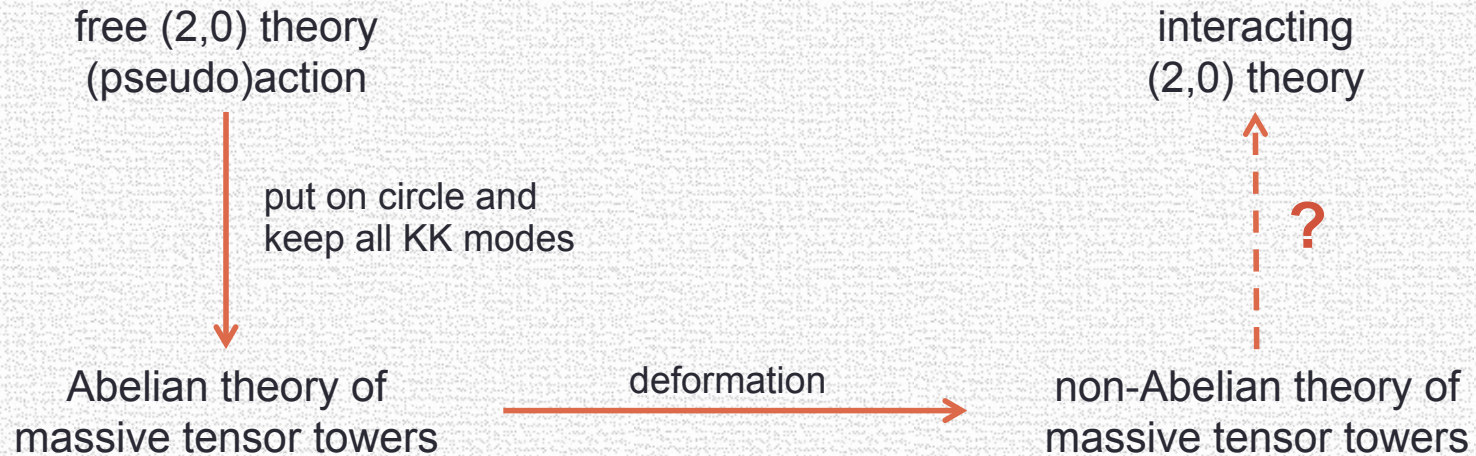 free (2,0) theory
(pseudo)action
interacting
(2,0) theory
put on circle and
keep all KK modes
?
Abelian theory of
massive tensor towers
deformation
non-Abelian theory of
massive tensor towers